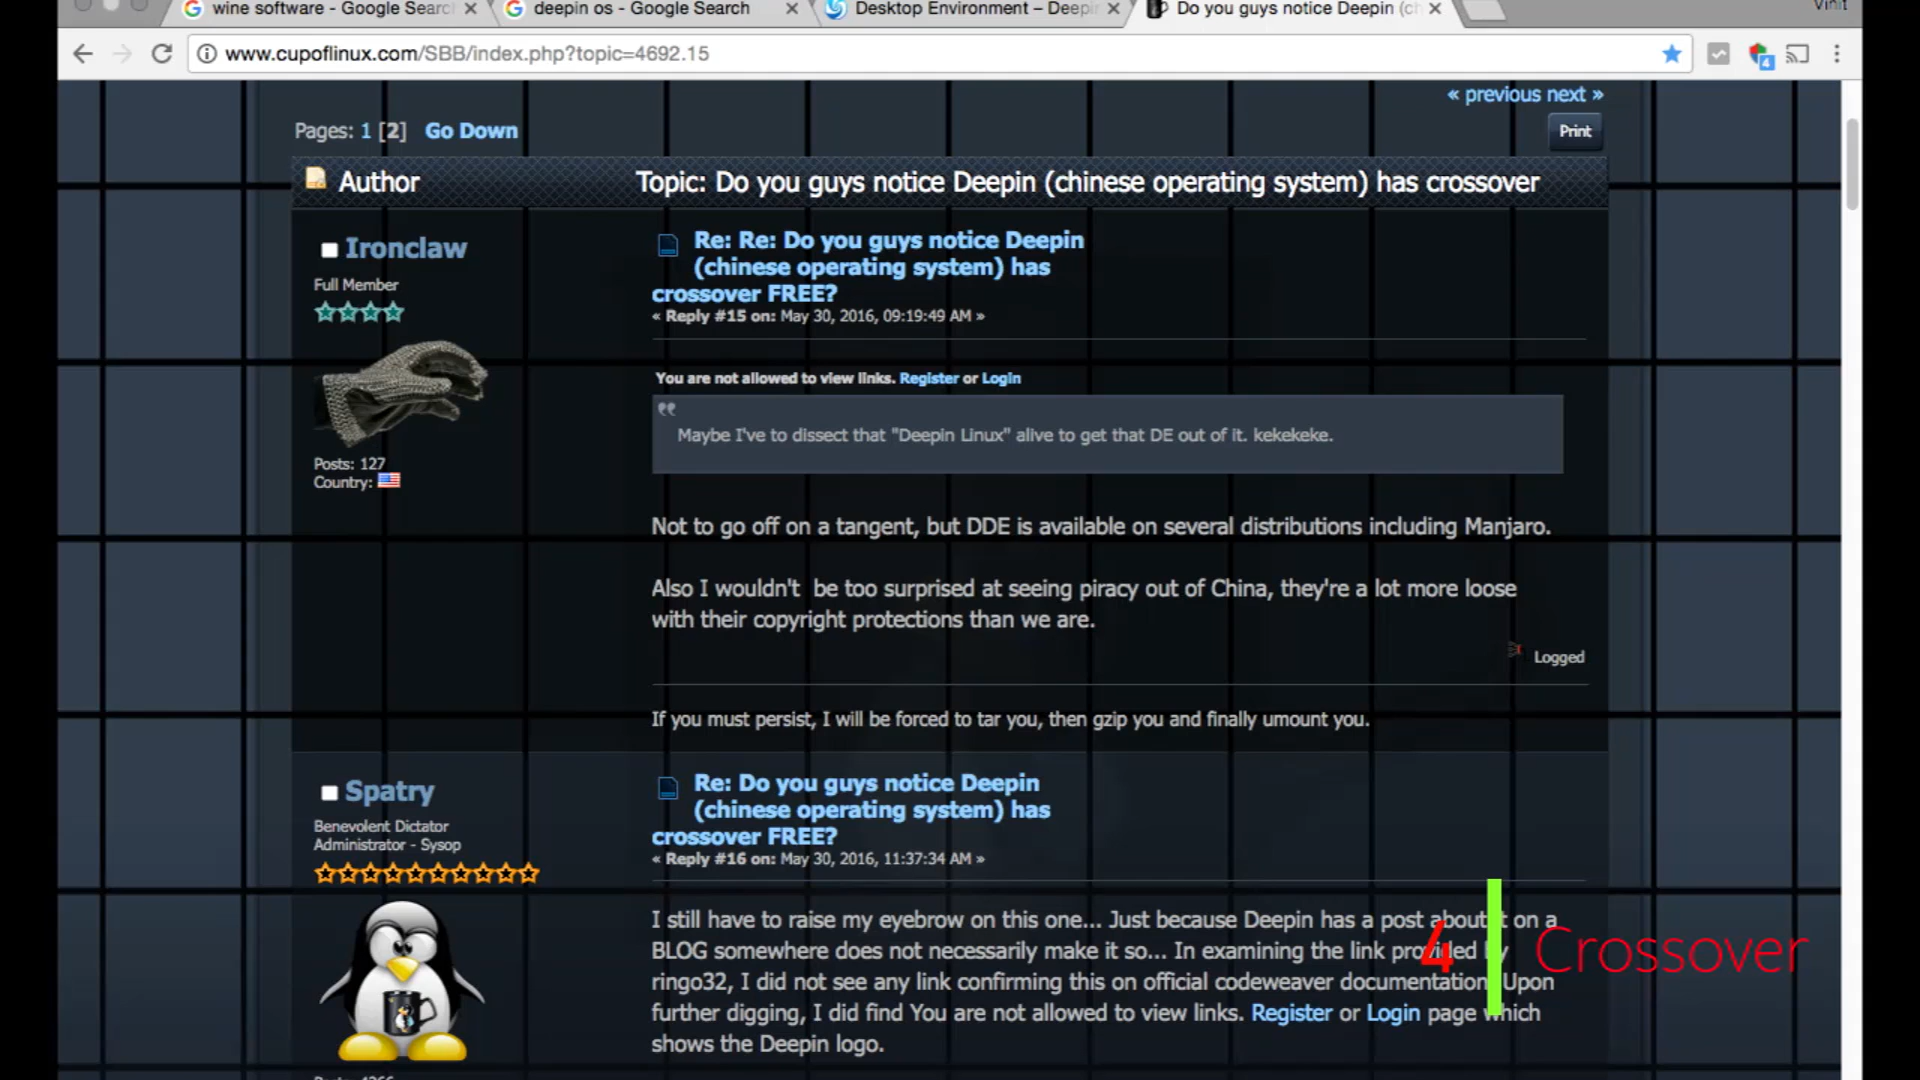 wine software - Google Search
deepin os - Google Search
Desktop Environment – Deepin
Do you guys notice Deepin (ch
Vinit
www.cupoflinux.com/SBB/index.php?topic=4692.15
4
« previous next »
Pages: 1 [2] Go Down
Print
Author
Topic: Do you guys notice Deepin (chinese operating system) has crossover
Ironclaw
Full Member
Posts: 127
Country:
Re: Re: Do you guys notice Deepin
(chinese operating system) has
crossover FREE?
« Reply #15 on: May 30, 2016, 09:19:49 AM »
You are not allowed to view links. Register or Login
Maybe I've to dissect that "Deepin Linux" alive to get that DE out of it. kekekeke.
Not to go off on a tangent, but DDE is available on several distributions including Manjaro.
Also I wouldn't be too surprised at seeing piracy out of China, they're a lot more loose
with their copyright protections than we are.
Logged
If you must persist, I will be forced to tar you, then gzip you and finally umount you.
Spatry
Benevolent Dictator
Administrator - Sysop
Re: Do you guys notice Deepin
(chinese operating system) has
crossover FREE?
« Reply #16 on: May 30, 2016, 11:37:34 AM »
I still have to raise my eyebrow on this one... Just because Deepin has a post about it on a
BLOG somewhere does not necessarily make it so... In examining the link provided by
ringo32, I did not see any link confirming this on official codeweaver documentation. Upon
further digging, I did find You are not allowed to view links. Register or Login page which
shows the Deepin logo.
4 Crossover